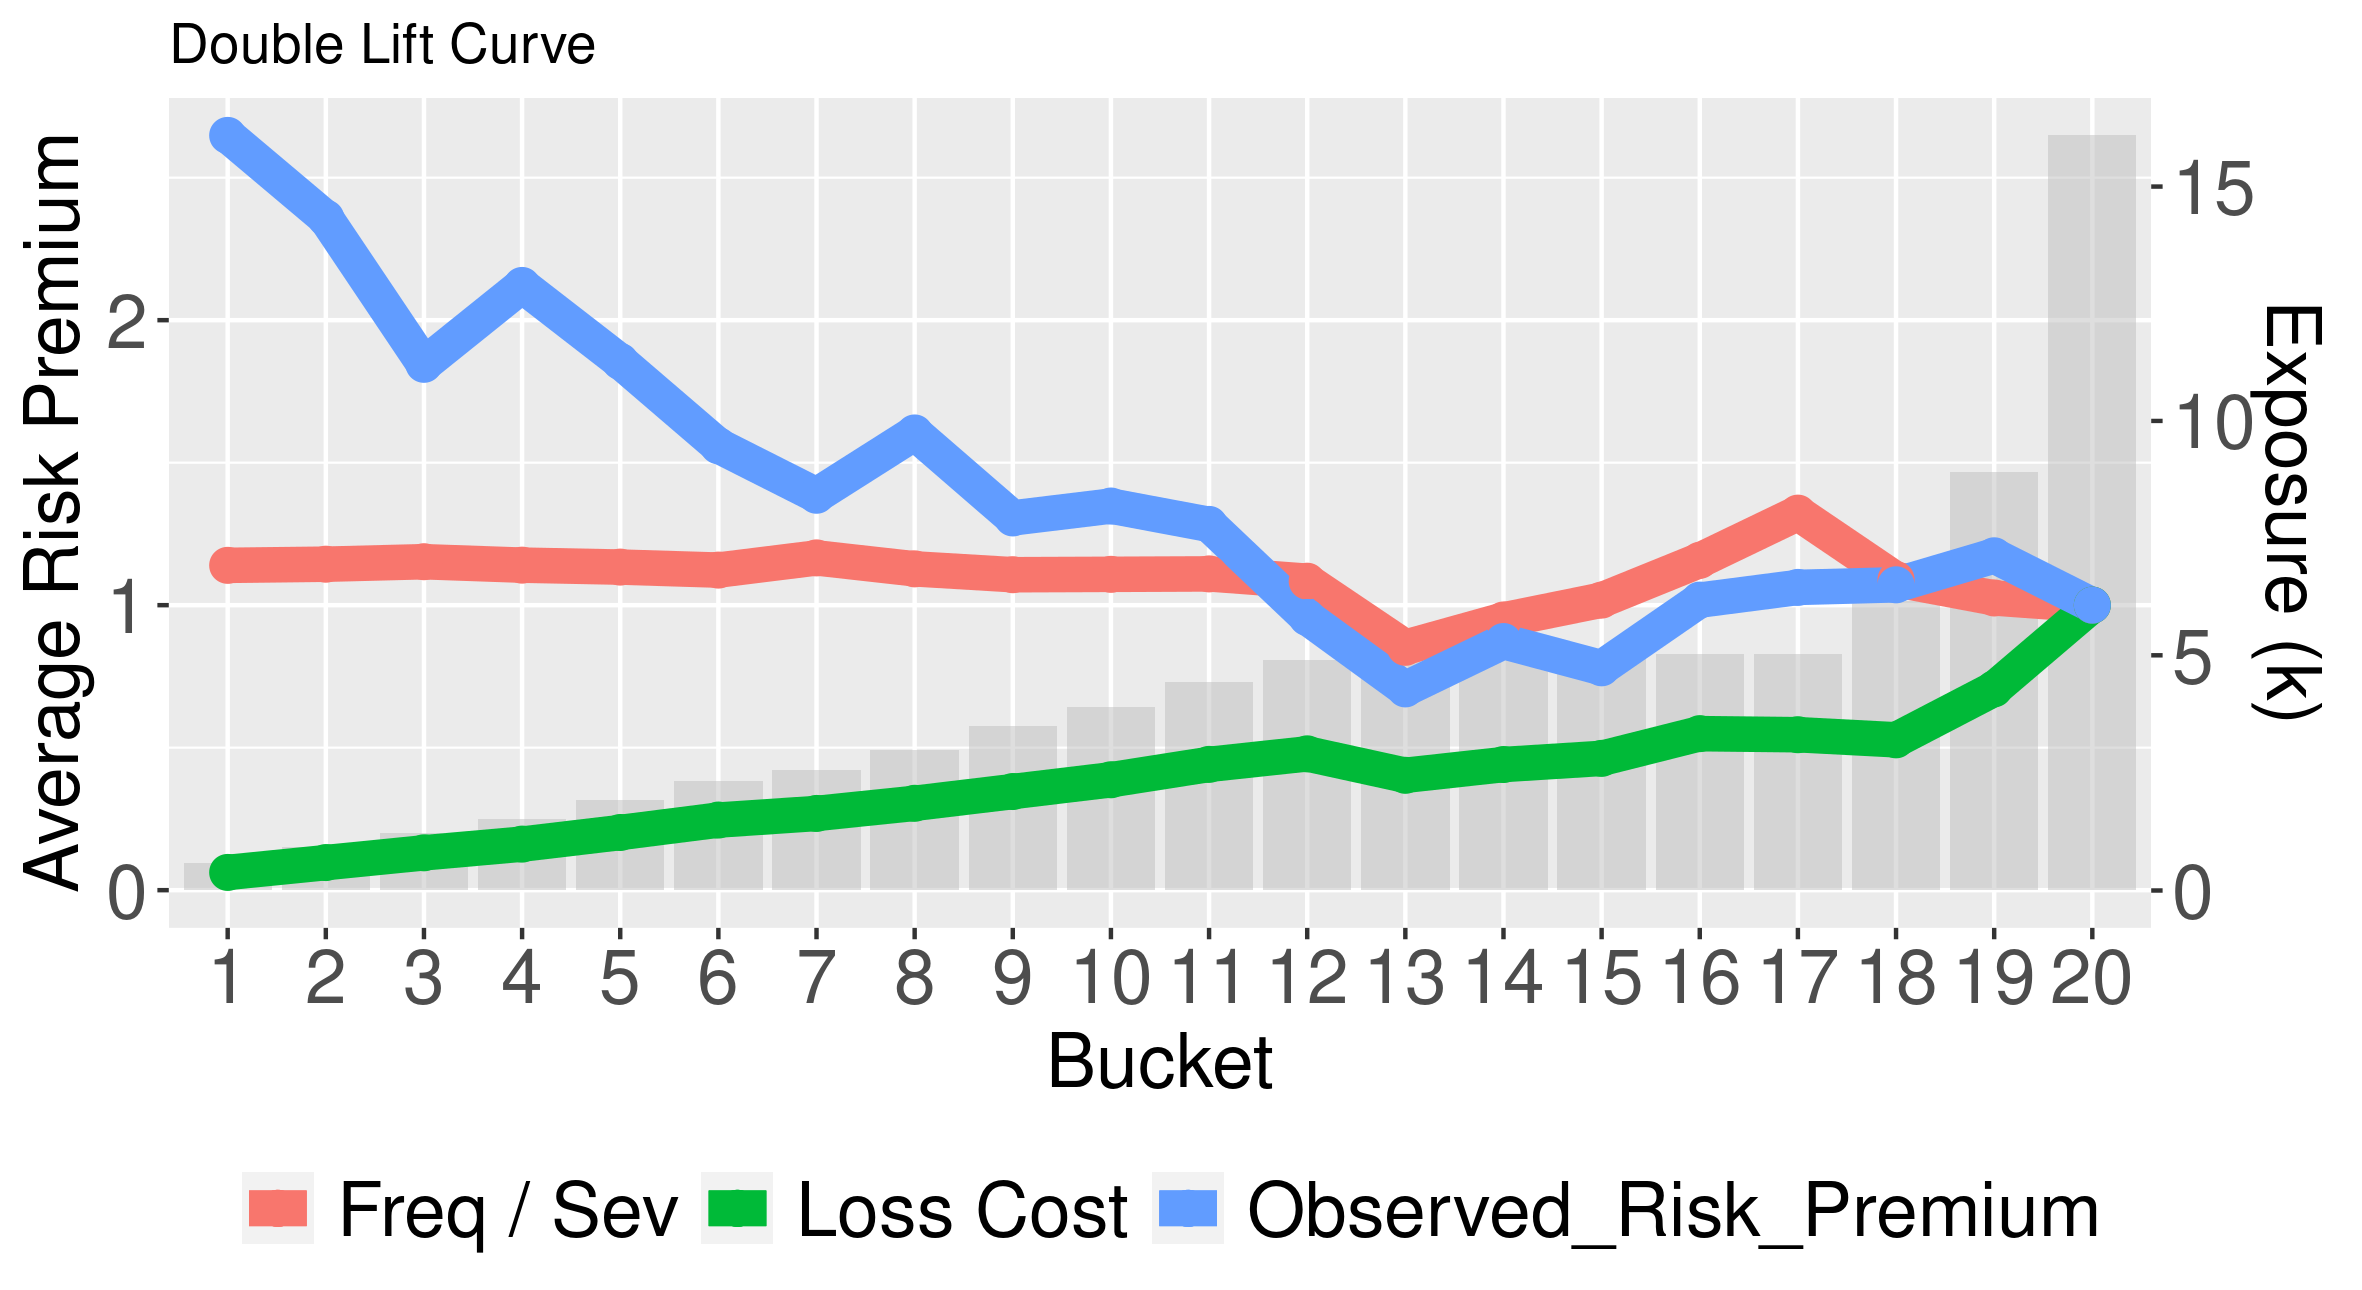 Double Lift Curve
Average Risk Premium
2
1
0
15
10
5
0
Exposure (k)
1 2 3 4 5 6 7 8 9 10 11 12 13 14 15 16 17 18 19 20
Bucket
Freq / Sev Loss Cost Observed_Risk_Premium